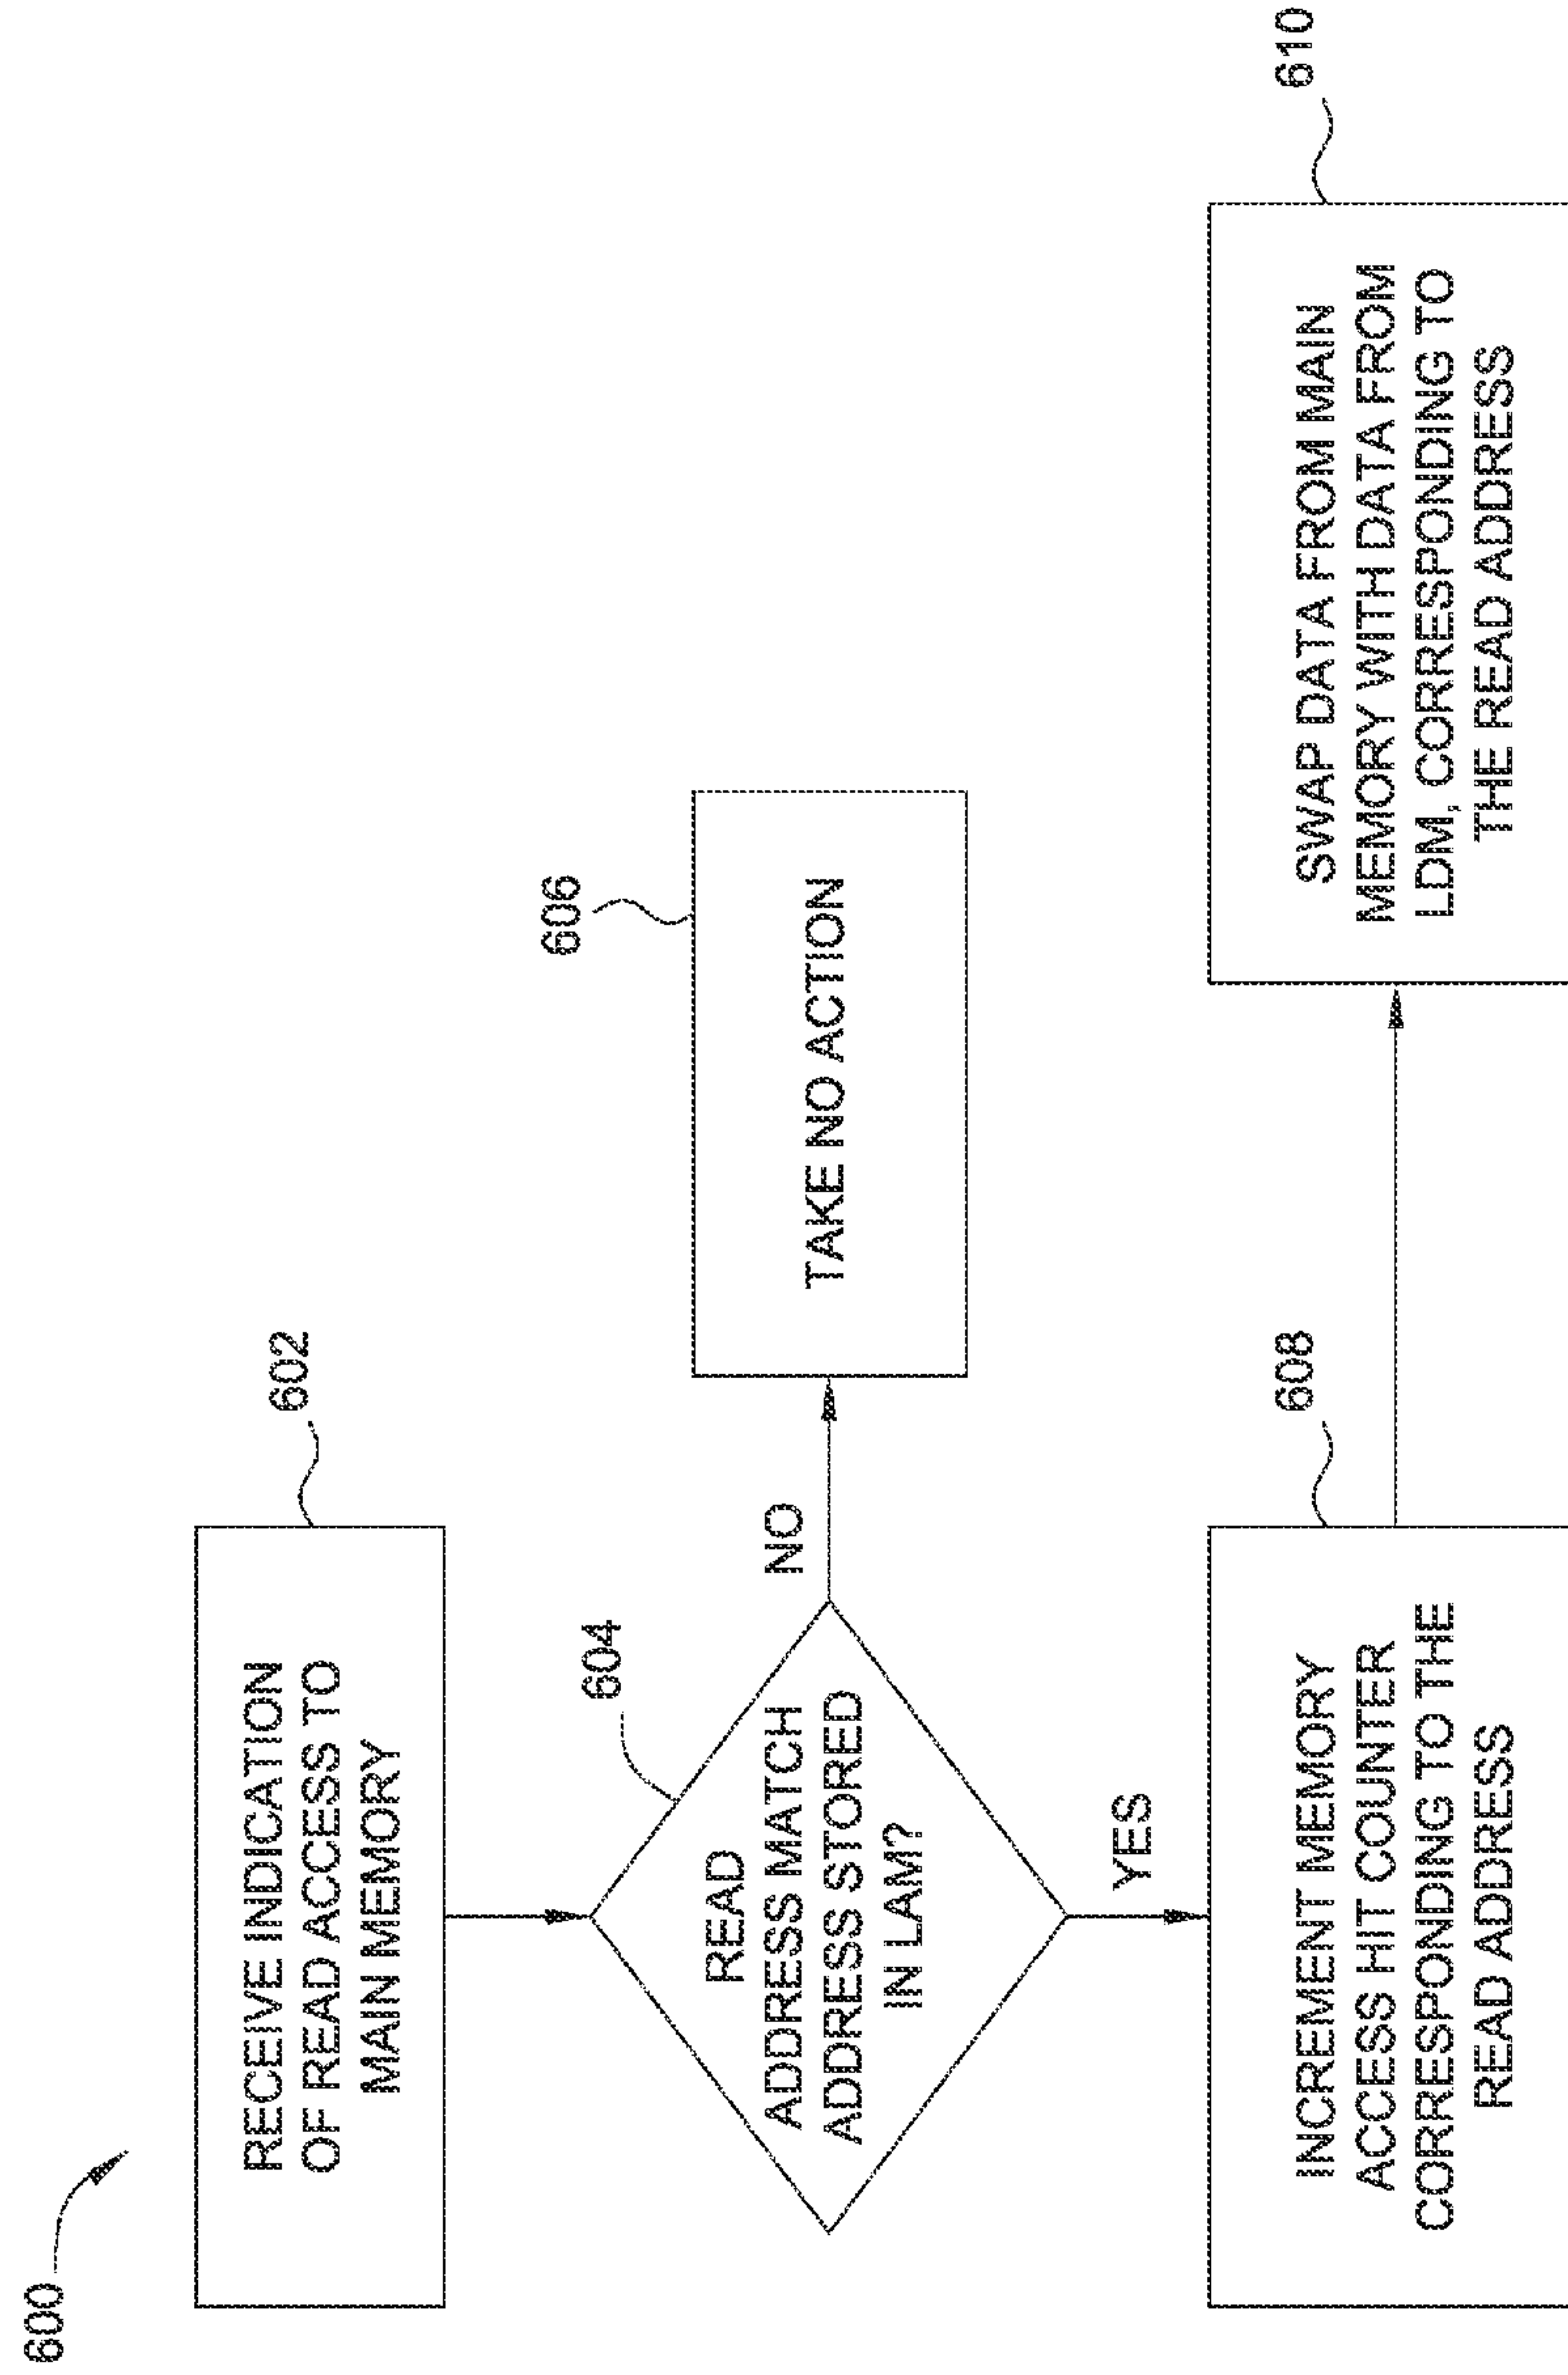 600
602
RECEIVE INDICATION
OF READ ACCESS TO
MAIN MEMORY
604
READ
ADDRESS MATCH
ADDRESS STORED
IN LAM?
NO
606
TAKE NO ACTION
YES
608
INCREMENT MEMORY
ACCESS HIT COUNTER
CORRESPONDING TO THE
READ ADDRESS
610
SWAP DATA FROM MAIN
MEMORY WITH DATA FROM
LDM, CORRESPONDING TO
THE READ ADDRESS